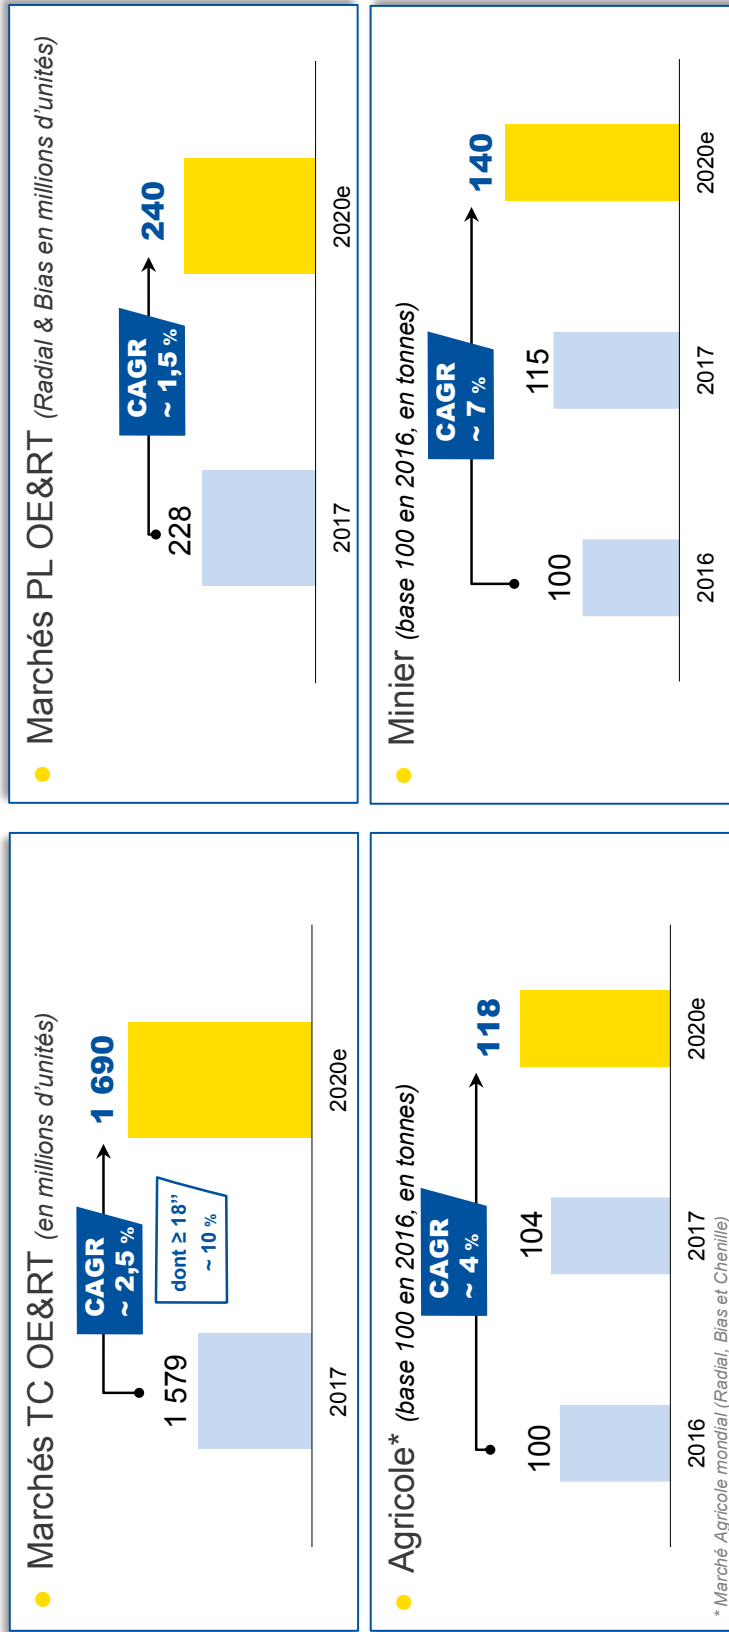 Marchés TC OE&RT (en millions d'unités)
CAGR
~ 2,5 %
1 690
1 579
dont ≥ 18”
~ 10 %
2017
2020e
Marchés PL OE&RT (Radial & Bias en millions d'unités)
CAGR
~ 1,5 %
240
228
2017
2020e
Agricole* (base 100 en 2016, en tonnes)
CAGR
~ 4 %
118
104
100
2016
2017
2020e
* Marché Agricole mondial (Radial, Bias et Chenille)
Minier (base 100 en 2016, en tonnes)
CAGR
~ 7 %
140
115
100
2016
2017
2020e